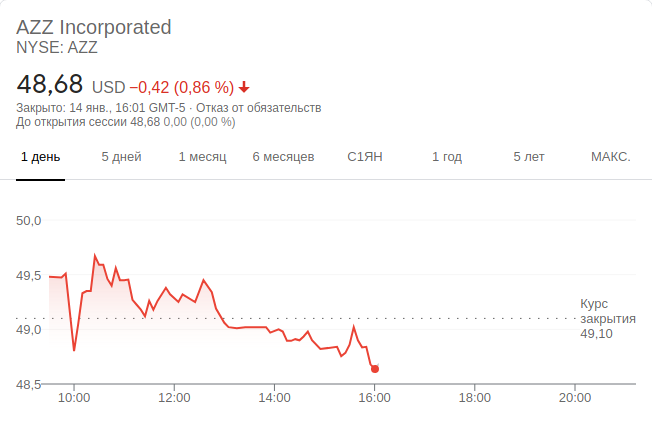 AZZ Incorporated
NYSE: AZZ
48,68 USD −0,42 (0,86 %)
Закрыто: 14 янв., 16:01 GMT-5 · Отказ от обязательств
До открытия сессии 48,68 0,00 (0,00 %)
1 день 5 дней 1 месяц 6 месяцев С1ЯН 1 год 5 лет МАКС.
50,0
49,5
Курс
закрытия
49,10
49,0
48,5
10:00 12:00 14:00 16:00 18:00 20:00